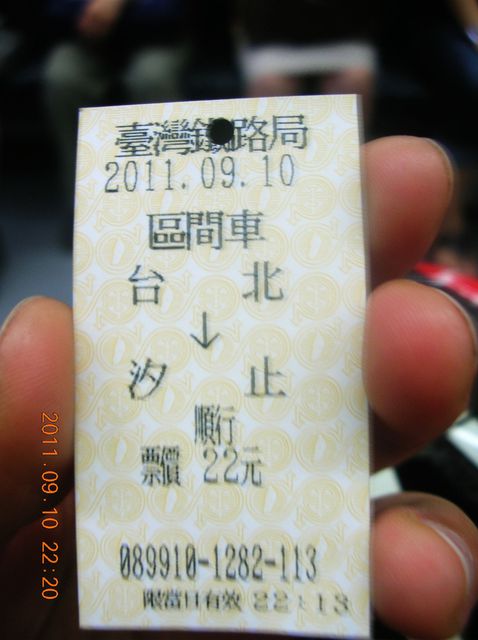 臺灣鐵路局
2011.09.10
區間車
台北
↓
汐止
順行
票價 22元
089910-1282-113
限當日有效 22:13
2011.09.10 22:20